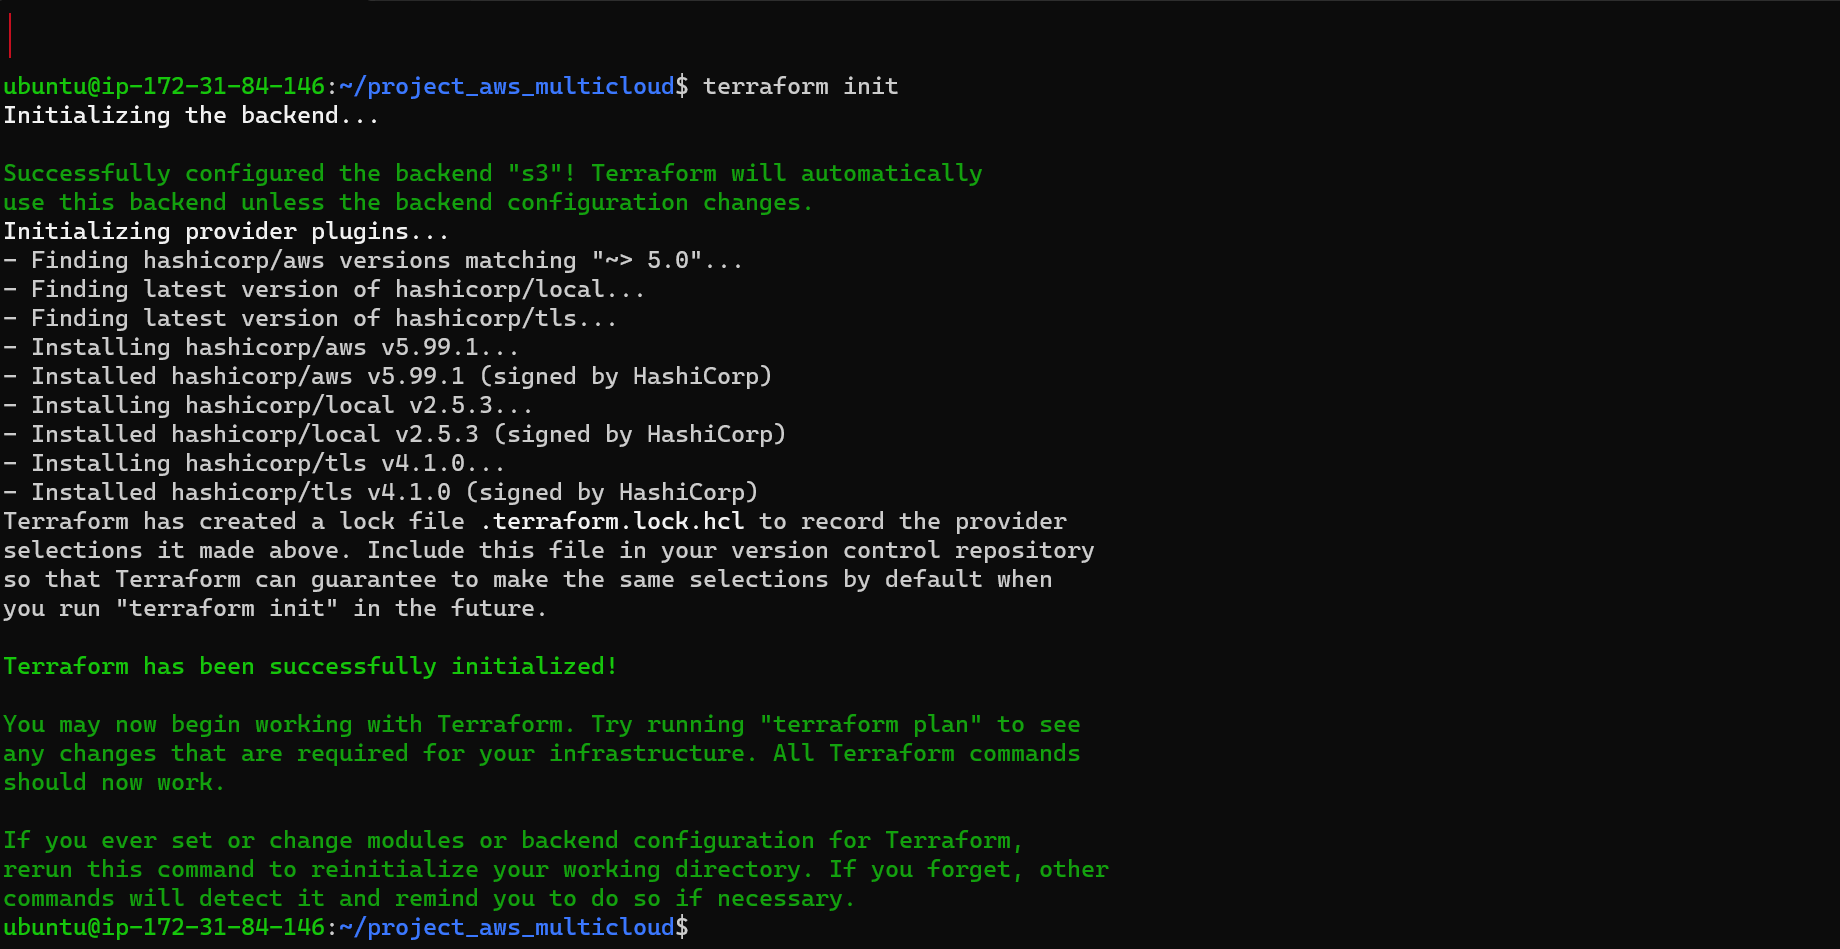 ubuntu@ip-172-31-84-146:~/project_aws_multicloud$ terraform init
Initializing the backend...
Successfully configured the backend "s3"! Terraform will automatically
use this backend unless the backend configuration changes.
Initializing provider plugins...
- Finding hashicorp/aws versions matching "~> 5.0"...
- Finding latest version of hashicorp/local...
- Finding latest version of hashicorp/tls...
- Installing hashicorp/aws v5.99.1...
- Installed hashicorp/aws v5.99.1 (signed by HashiCorp)
- Installing hashicorp/local v2.5.3...
- Installed hashicorp/local v2.5.3 (signed by HashiCorp)
- Installing hashicorp/tls v4.1.0...
- Installed hashicorp/tls v4.1.0 (signed by HashiCorp)
Terraform has created a lock file .terraform.lock.hcl to record the provider
selections it made above. Include this file in your version control repository
so that Terraform can guarantee to make the same selections by default when
you run "terraform init" in the future.
Terraform has been successfully initialized!
You may now begin working with Terraform. Try running "terraform plan" to see
any changes that are required for your infrastructure. All Terraform commands
should now work.
If you ever set or change modules or backend configuration for Terraform,
rerun this command to reinitialize your working directory. If you forget, other
commands will detect it and remind you to do so if necessary.
ubuntu@ip-172-31-84-146:~/project_aws_multicloud$